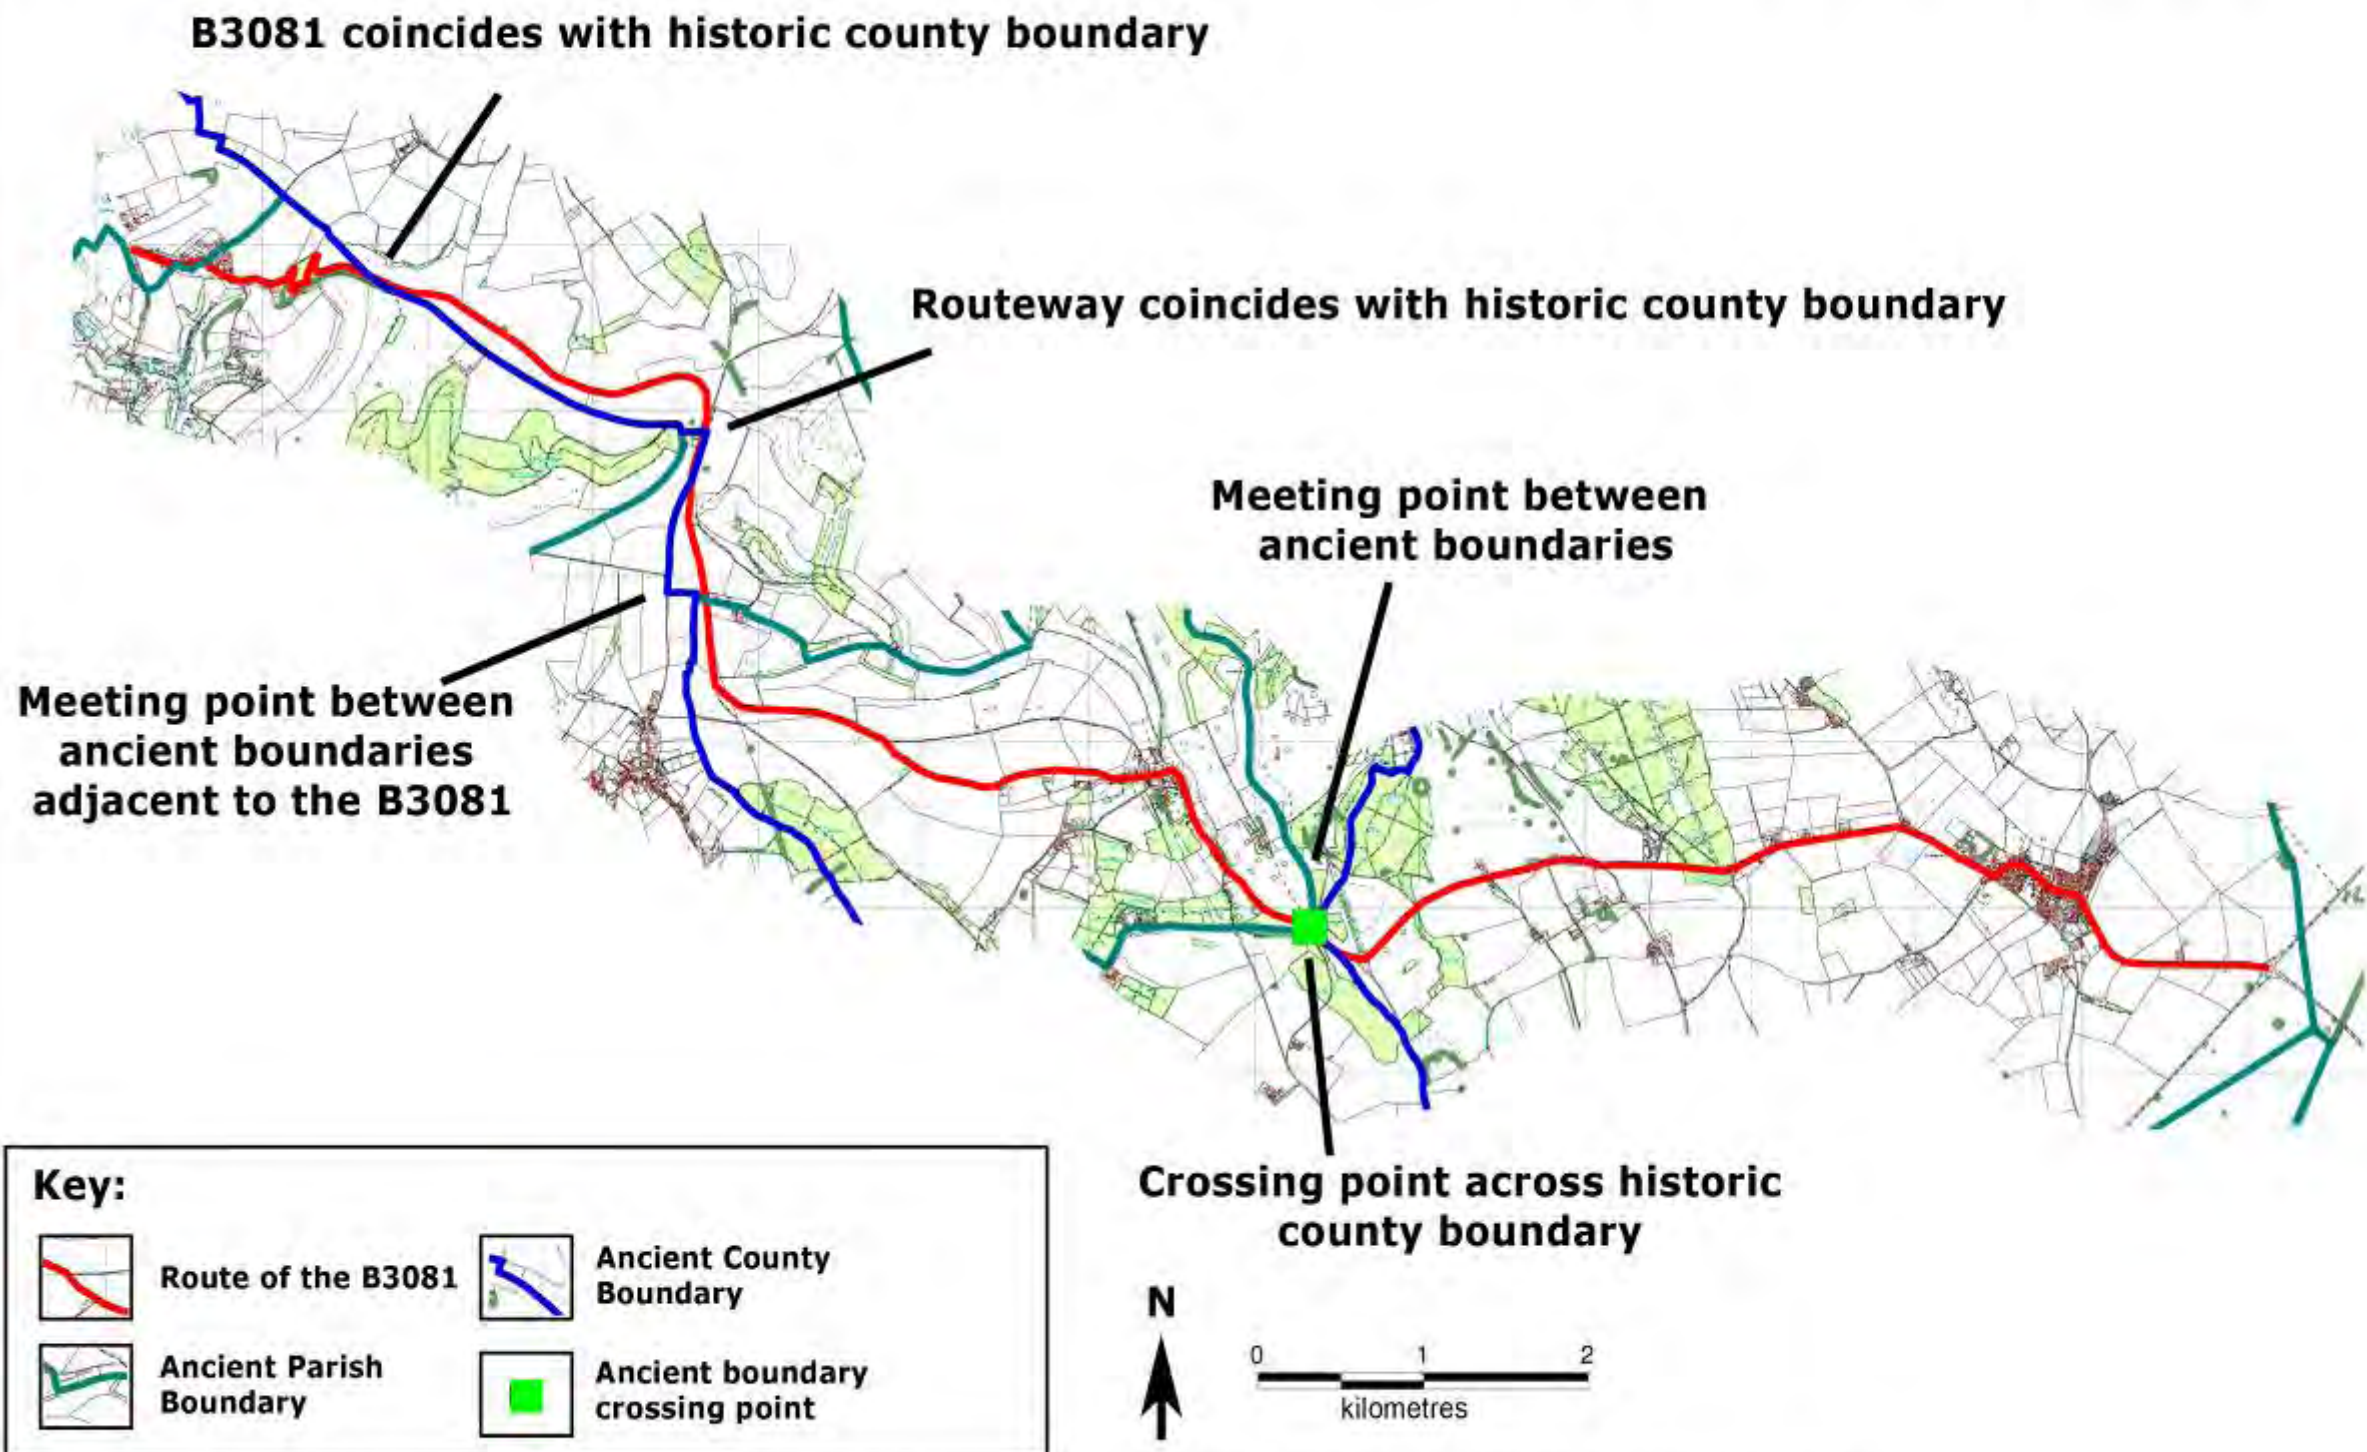 B3081 coincides with historic county boundary
Routeway coincides with historic county boundary
Meeting point between
ancient boundaries
Meeting point between
ancient boundaries
adjacent to the B3081
Crossing point across historic
county boundary
Key:
Route of the B3081
Ancient County
Boundary
Ancient Parish
Boundary
Ancient boundary
crossing point
N
0 1 2
kilometres